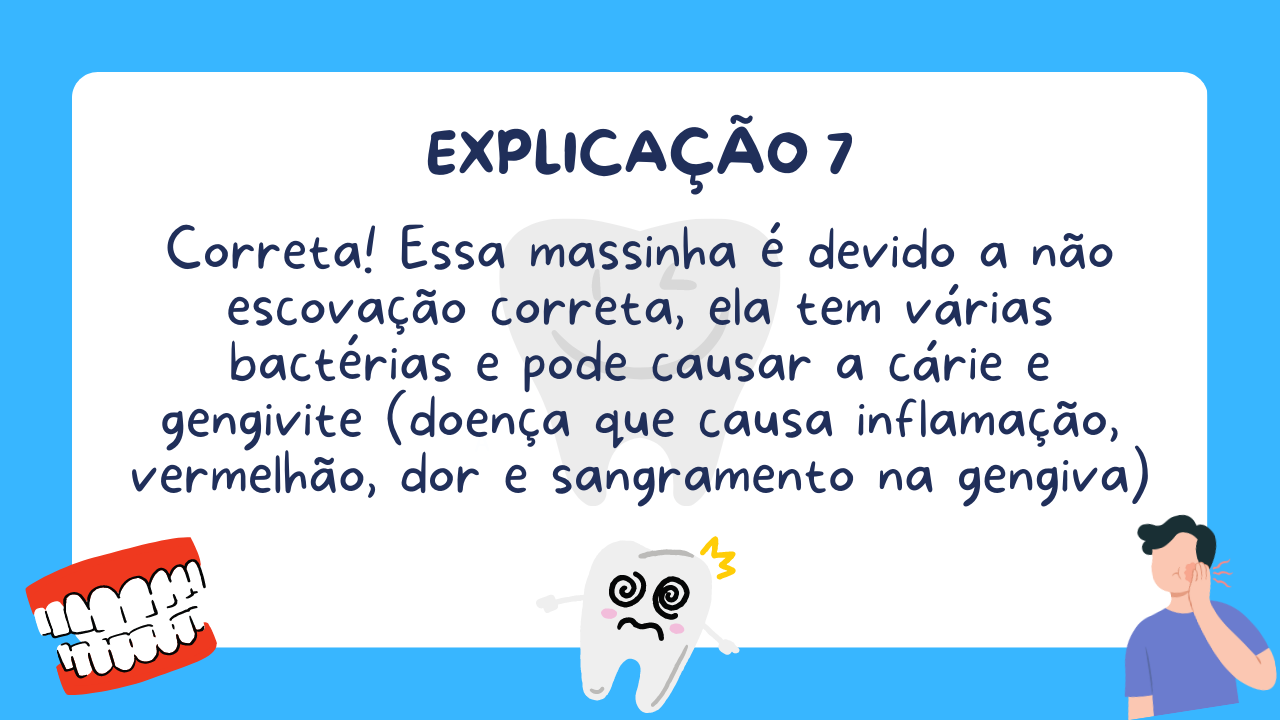 EXPLICAÇÃO 7
Correta! Essa massinha é devido a não
escovação correta, ela tem várias
bactérias e pode causar a cárie e
gengivite (doença que causa inflamação,
vermelhão, dor e sangramento na gengiva)